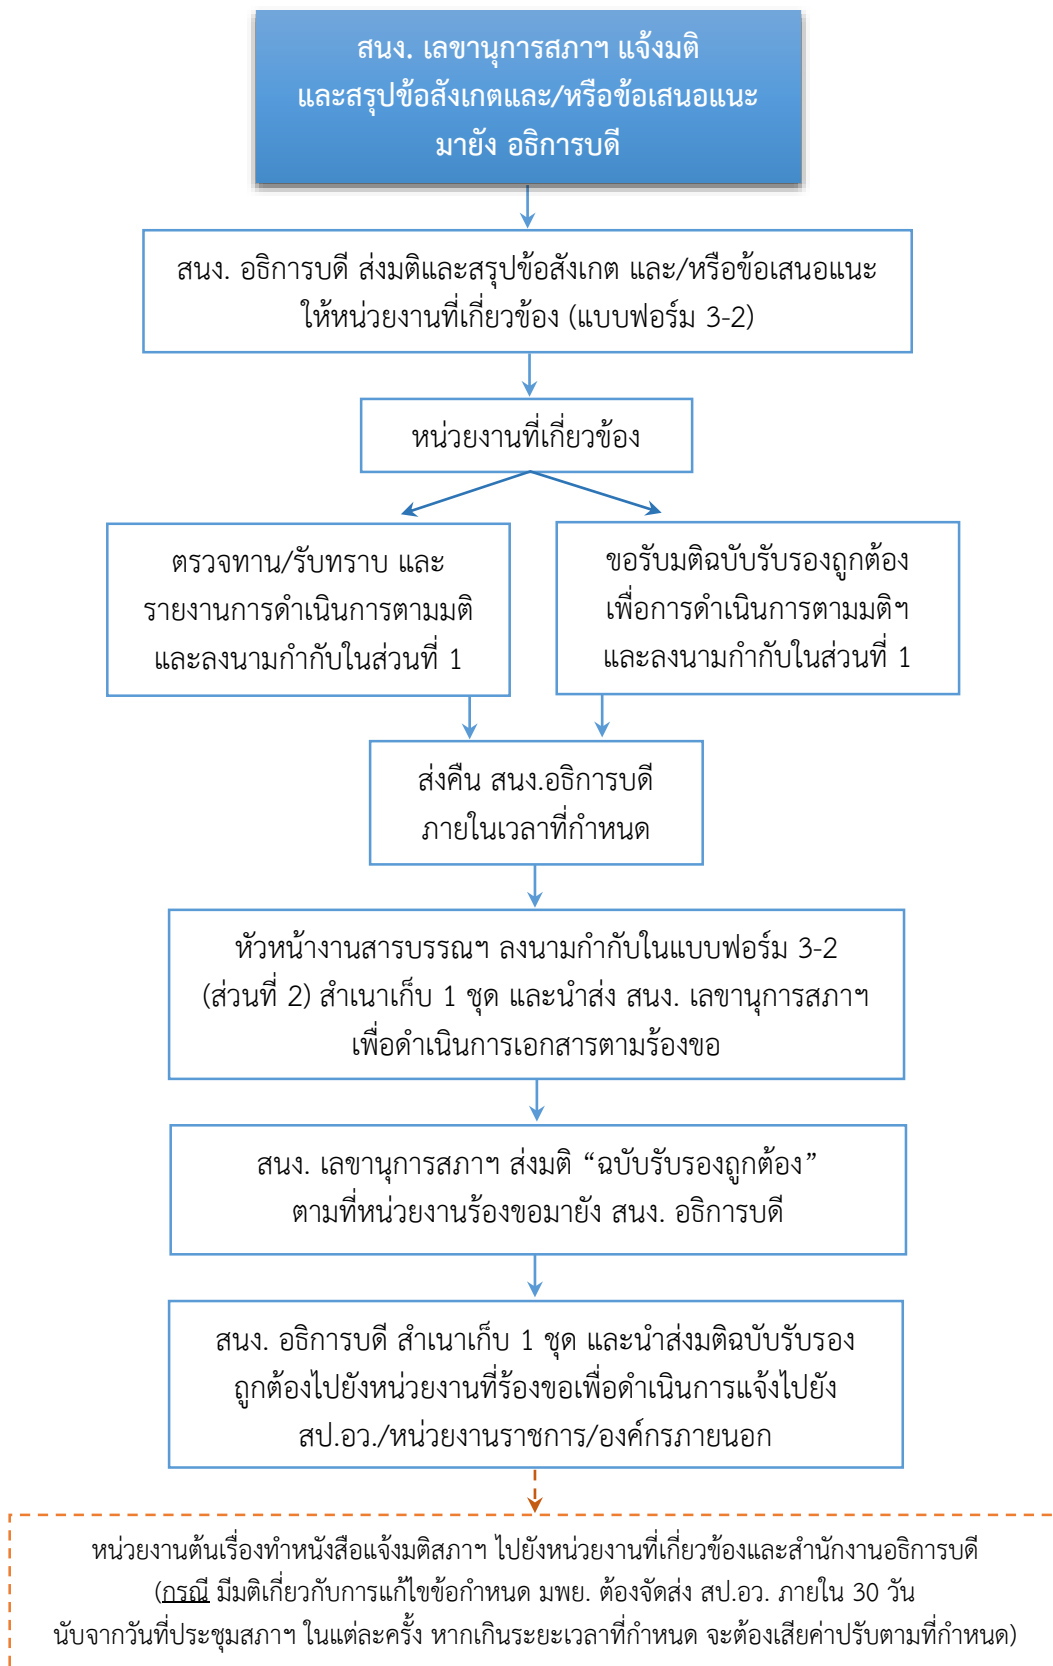 สนง. เลขานุการสภาฯ แจ้งมติ
และสรุปข้อสังเกตและ/หรือข้อเสนอแนะ
มายัง อธิการบดี
สนง. อธิการบดี ส่งมติและสรุปข้อสังเกต และ/หรือข้อเสนอแนะ
ให้หน่วยงานที่เกี่ยวข้อง (แบบฟอร์ม 3-2)
หน่วยงานที่เกี่ยวข้อง
ตรวจทาน/รับทราบ และ
รายงานการดำเนินการตามมติ
และลงนามกำกับในส่วนที่ 1
ขอรับมติฉบับรับรองถูกต้อง
เพื่อการดำเนินการตามมติฯ
และลงนามกำกับในส่วนที่ 1
ส่งคืน สนง.อธิการบดี
ภายในเวลาที่กำหนด
หัวหน้างานสารบรรณฯ ลงนามกำกับในแบบฟอร์ม 3-2
(ส่วนที่ 2) สำเนาเก็บ 1 ชุด และนำส่ง สนง. เลขานุการสภาฯ
เพื่อดำเนินการเอกสารตามร้องขอ
สนง. เลขานุการสภาฯ ส่งมติ “ฉบับรับรองถูกต้อง”
ตามที่หน่วยงานร้องขอมายัง สนง. อธิการบดี
สนง. อธิการบดี สำเนาเก็บ 1 ชุด และนำส่งมติฉบับรับรอง
ถูกต้องไปยังหน่วยงานที่ร้องขอเพื่อดำเนินการแจ้งไปยัง
สป.อว./หน่วยงานราชการ/องค์กรภายนอก
หน่วยงานต้นเรื่องทำหนังสือแจ้งมติสภาฯ ไปยังหน่วยงานที่เกี่ยวข้องและสำนักงานอธิการบดี
(กรณี มีมติเกี่ยวกับการแก้ไขข้อกำหนด มพย. ต้องจัดส่ง สป.อว. ภายใน 30 วัน
นับจากวันที่ประชุมสภาฯ ในแต่ละครั้ง หากเกินระยะเวลาที่กำหนด จะต้องเสียค่าปรับตามที่กำหนด)